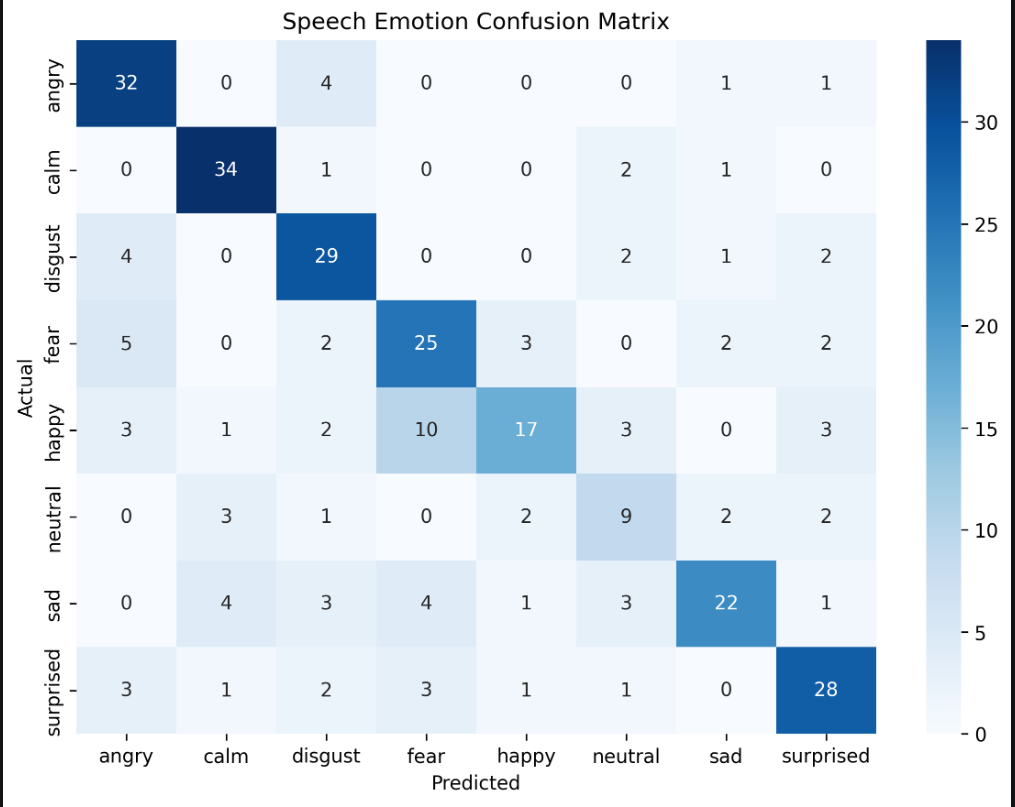 Speech Emotion Confusion Matrix
Actual
angry 32 0 4 0 0 0 1 1
calm 0 34 1 0 0 2 1 0
disgust 4 0 29 0 0 2 1 2
fear 5 0 2 25 3 0 2 2
happy 3 1 2 10 17 3 0 3
neutral 0 3 1 0 2 9 2 2
sad 0 4 3 4 1 3 22 1
surprised 3 1 2 3 1 1 0 28
angry calm disgust fear happy neutral sad surprised
Predicted
30
25
20
15
10
5
0